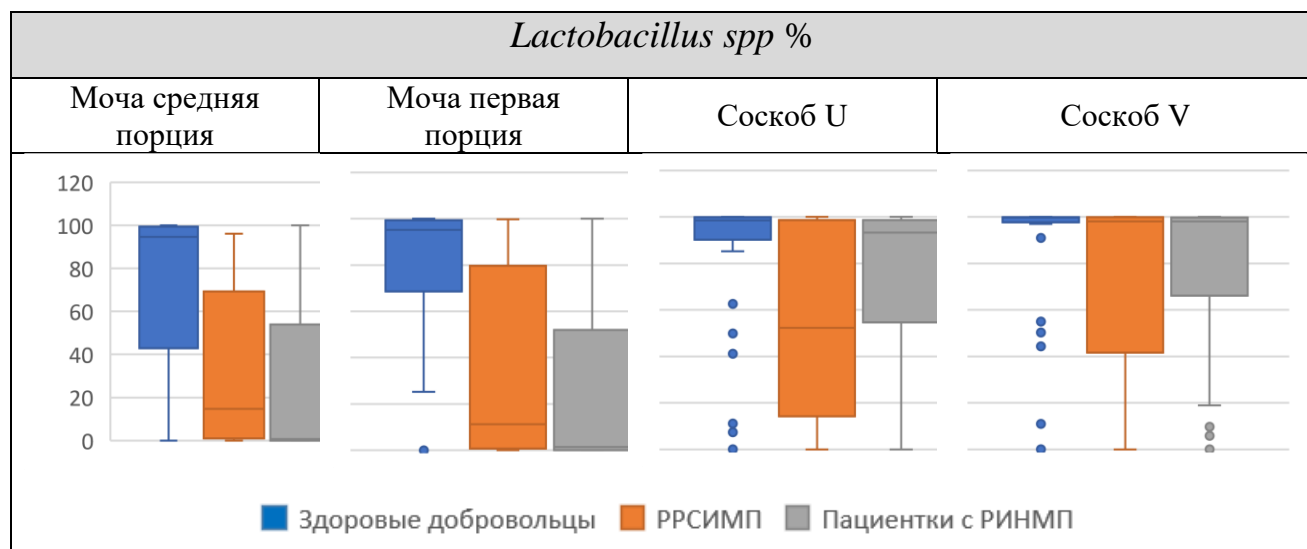 Lactobacillus spp %
Моча средняя порция
Моча первая порция
Соскоб U
Соскоб V
120
100
80
60
40
20
0
Здоровые добровольцы
РРСИМП
Пациентки с РИНМП